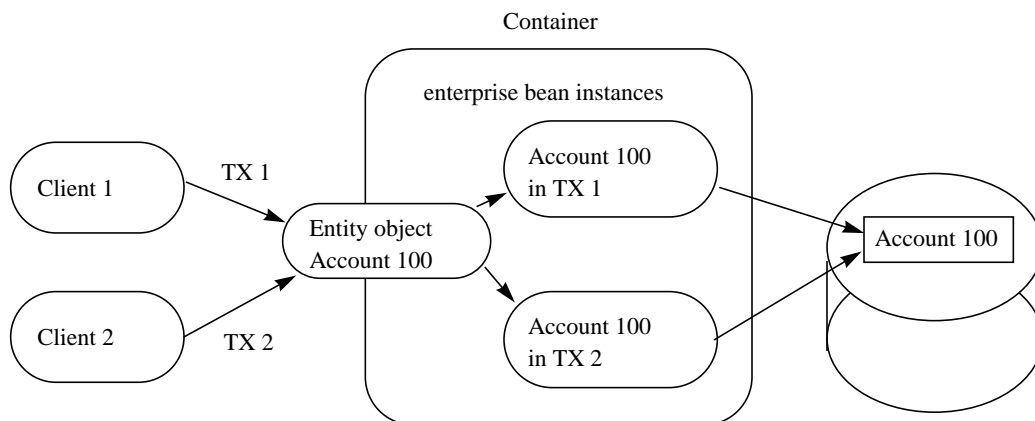 Container
enterprise bean instances
Client 1
TX 1
Entity object
Account 100
Account 100
in TX 1
Account 100
Client 2
TX 2
Account 100
in TX 2